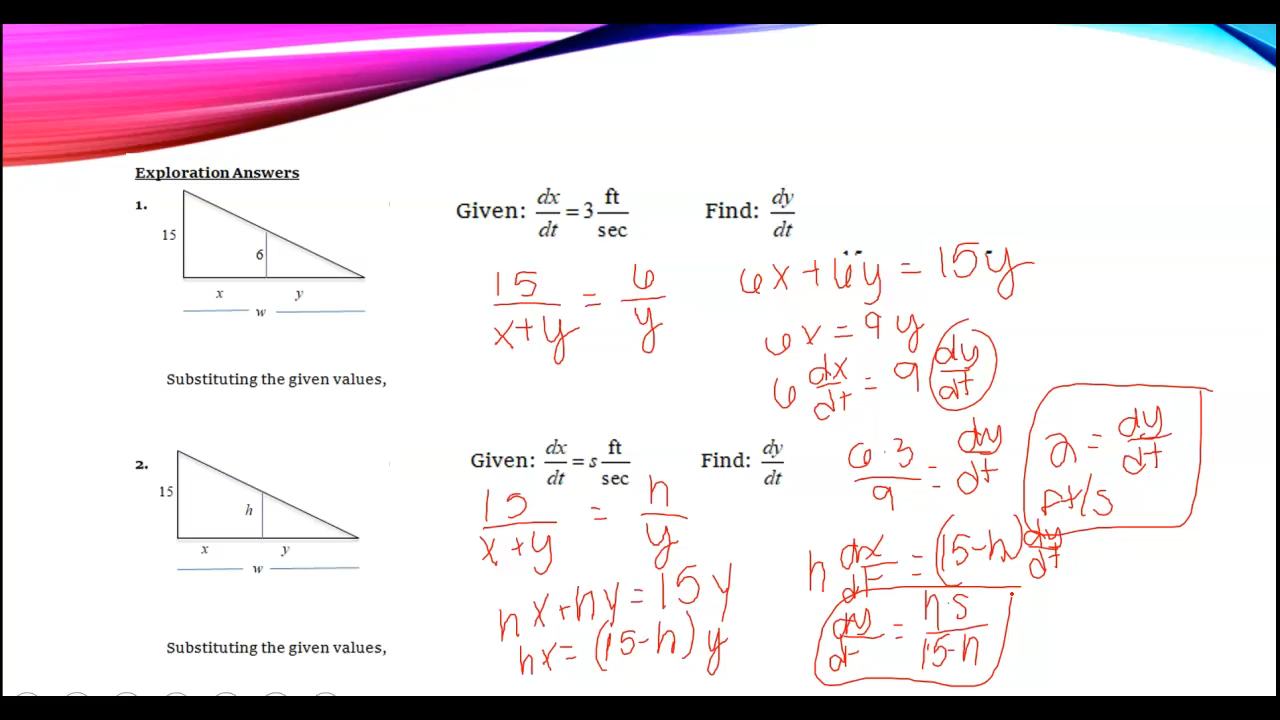 Exploration Answers
1.
15
6
x
y
w
Given: dx/dt = 3 ft/sec
Find: dy/dt
15/(x+y) = 6/y
6x + 6y = 15y
6x = 9y
6 dx/dt = 9 dy/dt
6·3/9 = dy/dt
2 = dy/dt
ft/s
Substituting the given values,
2.
15
h
x
y
w
Given: dx/dt = s ft/sec
Find: dy/dt
15/(x+y) = h/y
hx + hy = 15y
hx = (15-h)y
h dx/dt = (15-h) dy/dt
dy/dt = h·s/(15-h)
Substituting the given values,